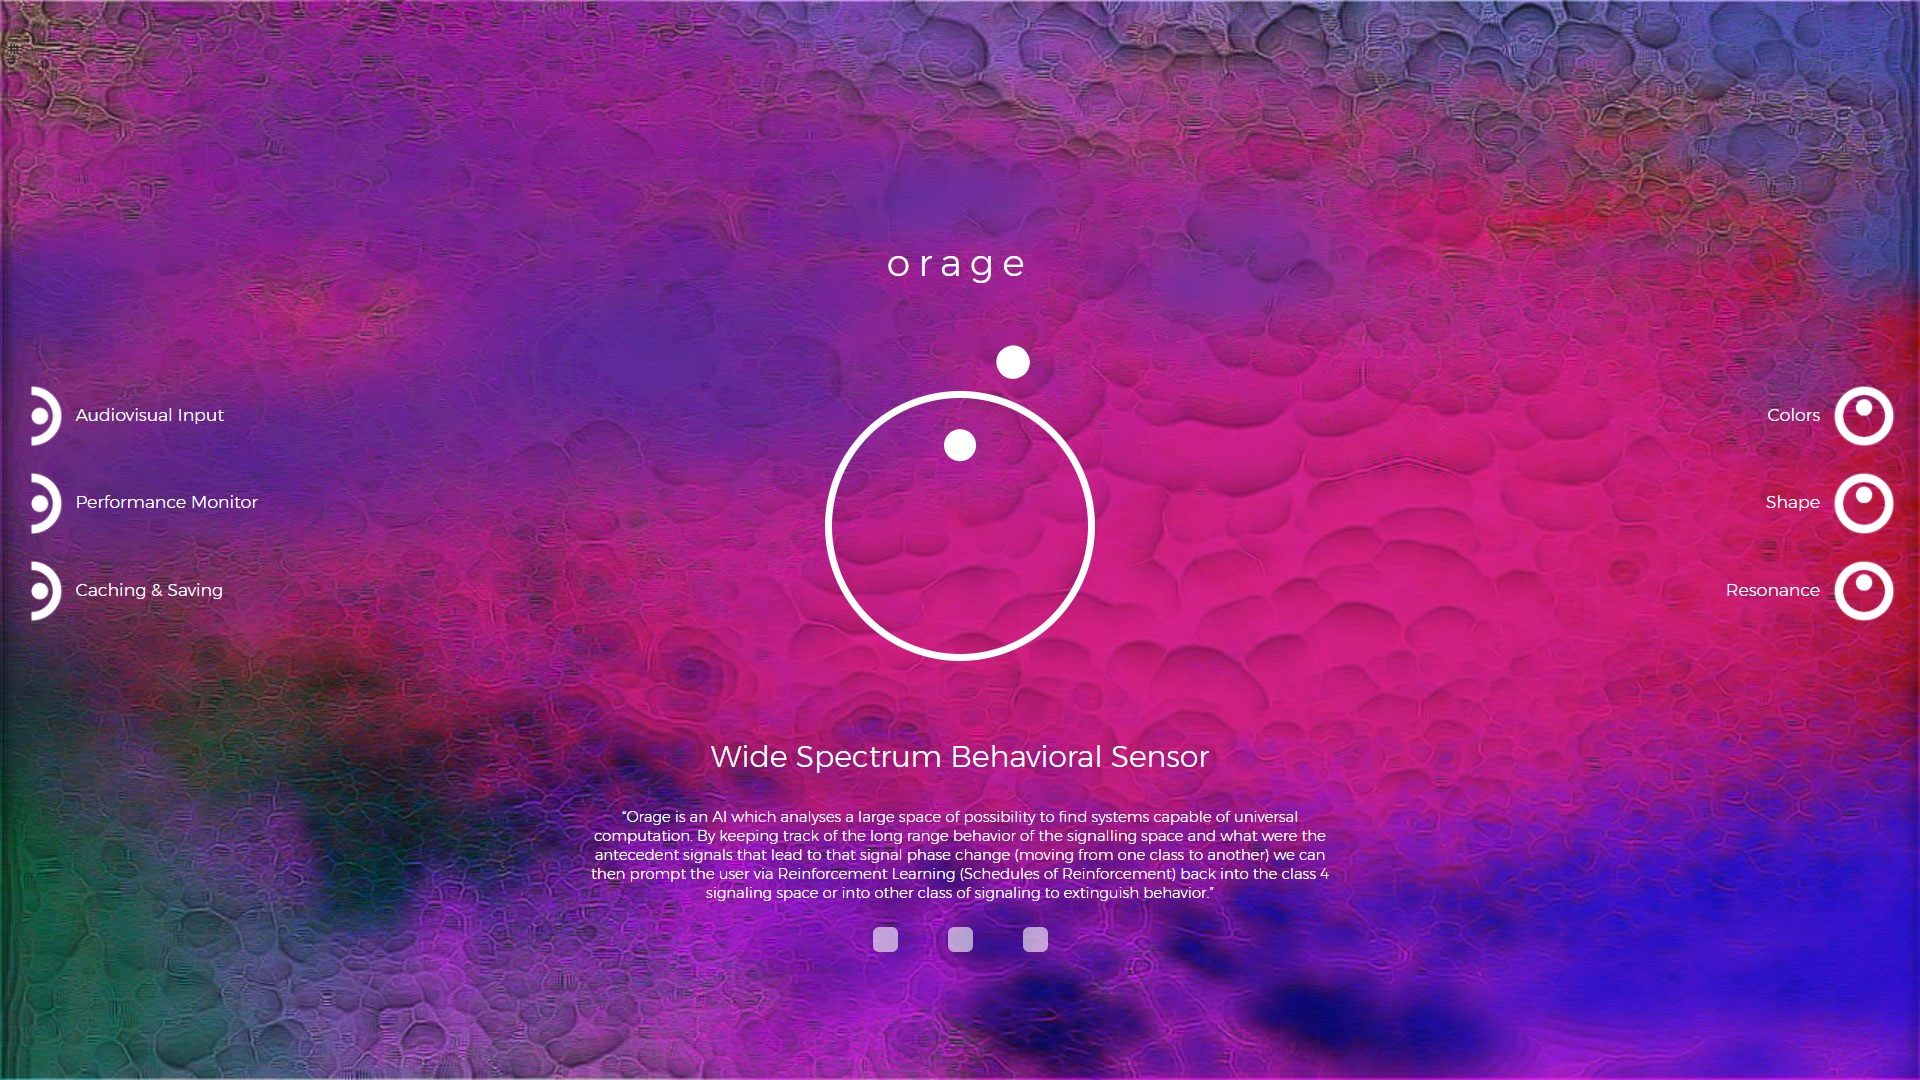 orage
Audiovisual Input
Performance Monitor
Caching & Saving
Colors
Shape
Resonance
Wide Spectrum Behavioral Sensor
“Orage is an AI which analyses a large space of possibility to find systems capable of universal
computation. By keeping track of the long range behavior of the signalling space and what were the
antecedent signals that lead to that signal phase change (moving from one class to another) we can
then prompt the user via Reinforcement Learning (Schedules of Reinforcement) back into the class 4
signaling space or into other class of signaling to extinguish behavior.”